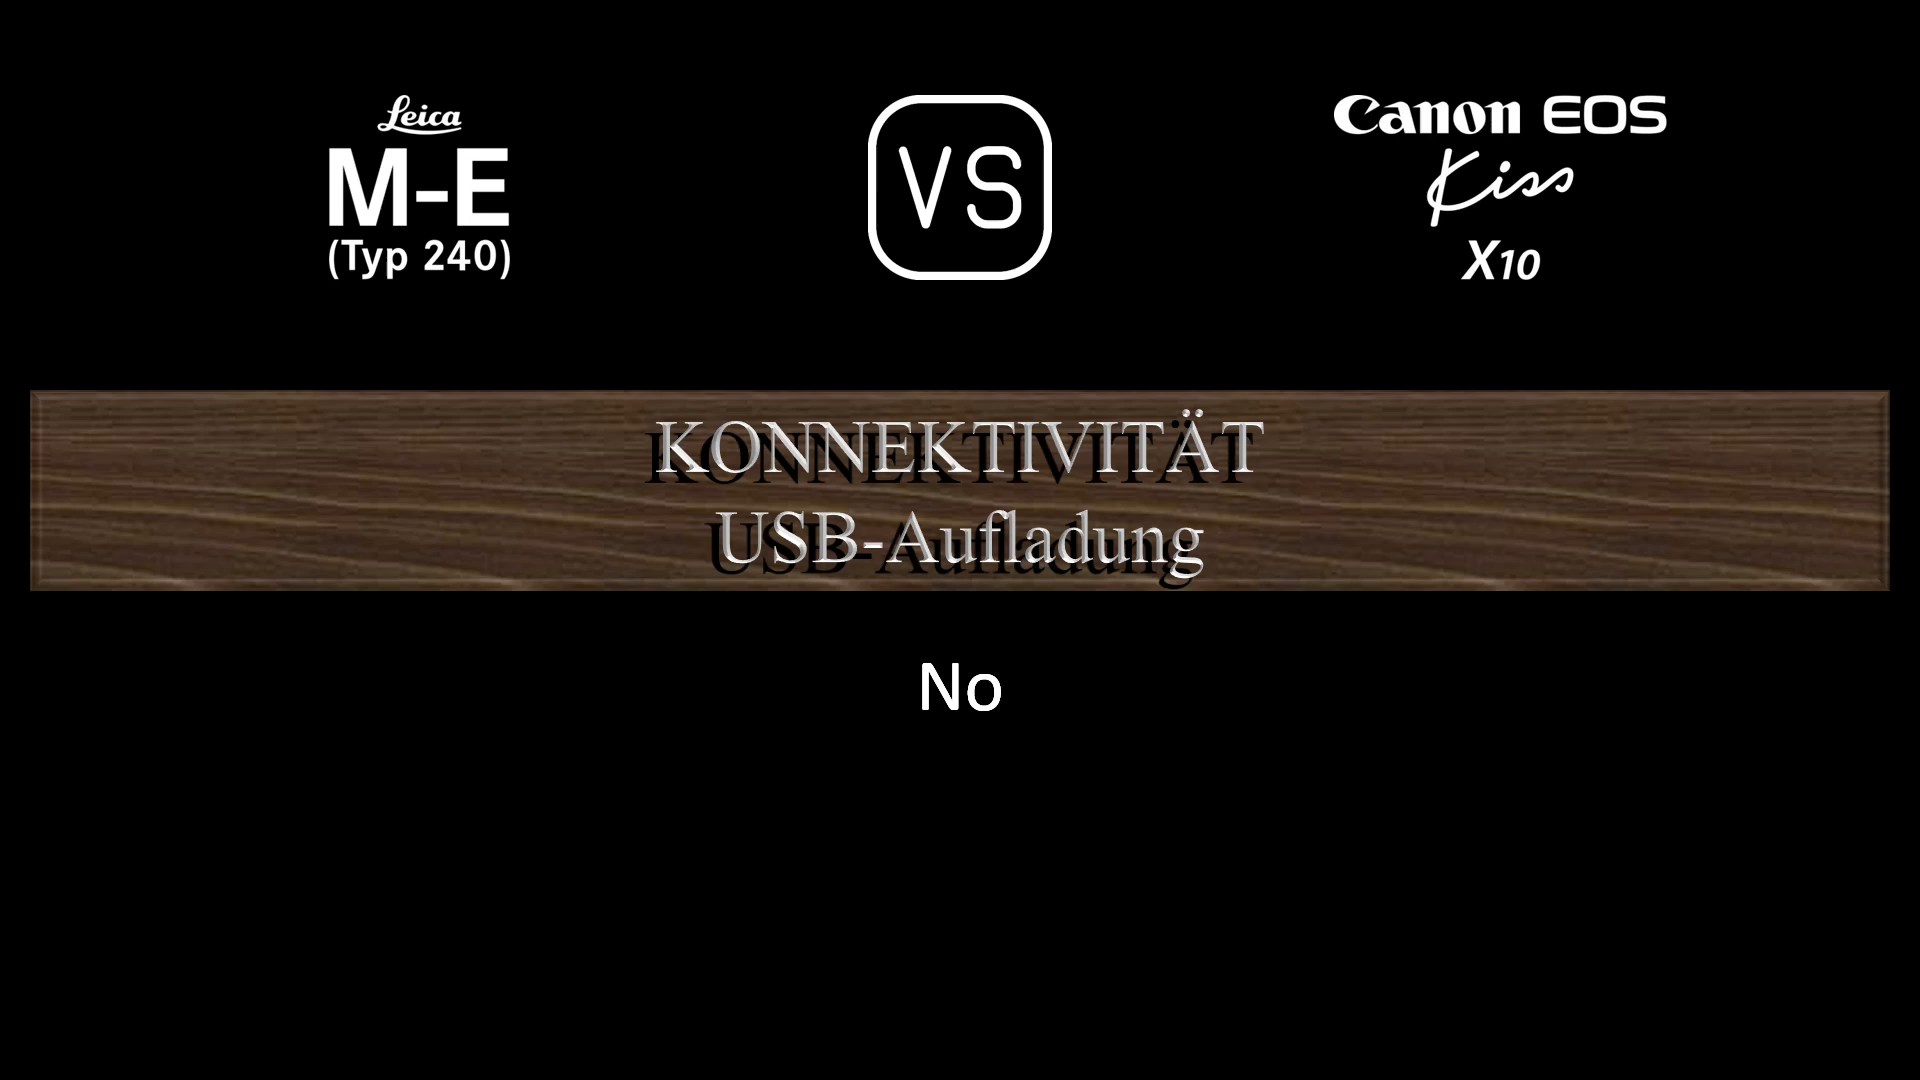 Leica
M-E
(Typ 240)
VS
Canon EOS
Kiss
X10
KONNEKTIVITÄT
USB-Aufladung
No